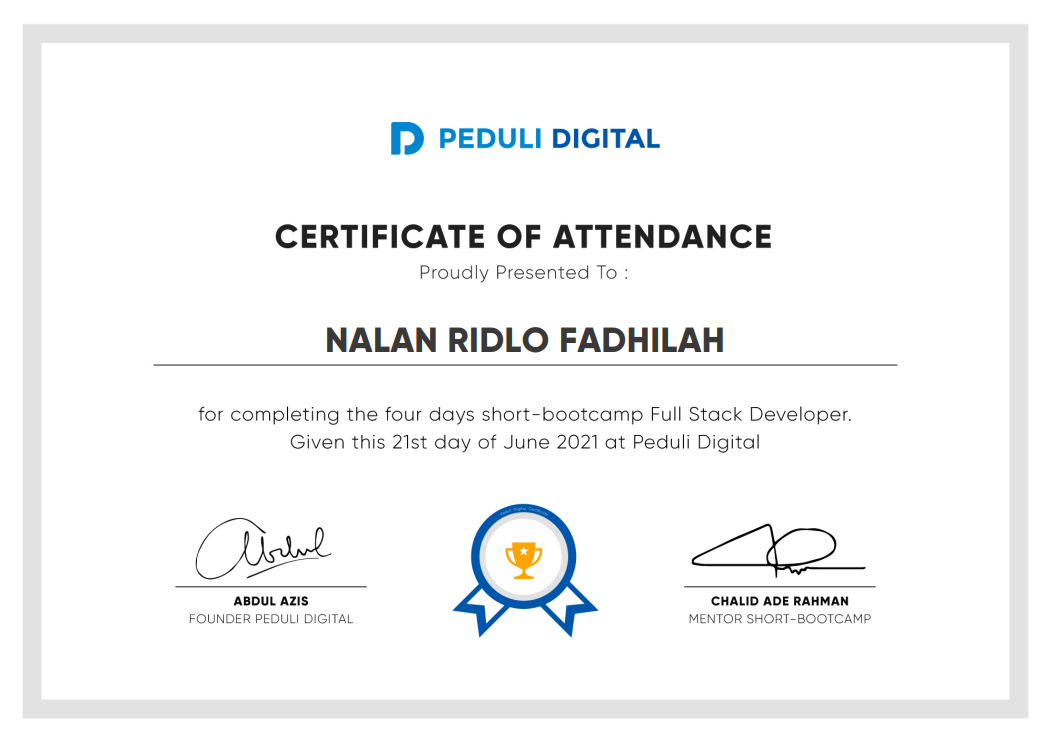 PEDULI DIGITAL
CERTIFICATE OF ATTENDANCE
Proudly Presented To :
NALAN RIDLO FADHILAH
for completing the four days short-bootcamp Full Stack Developer.
Given this 21st day of June 2021 at Peduli Digital
ABDUL AZIS
FOUNDER PEDULI DIGITAL
CHALID ADE RAHMAN
MENTOR SHORT-BOOTCAMP